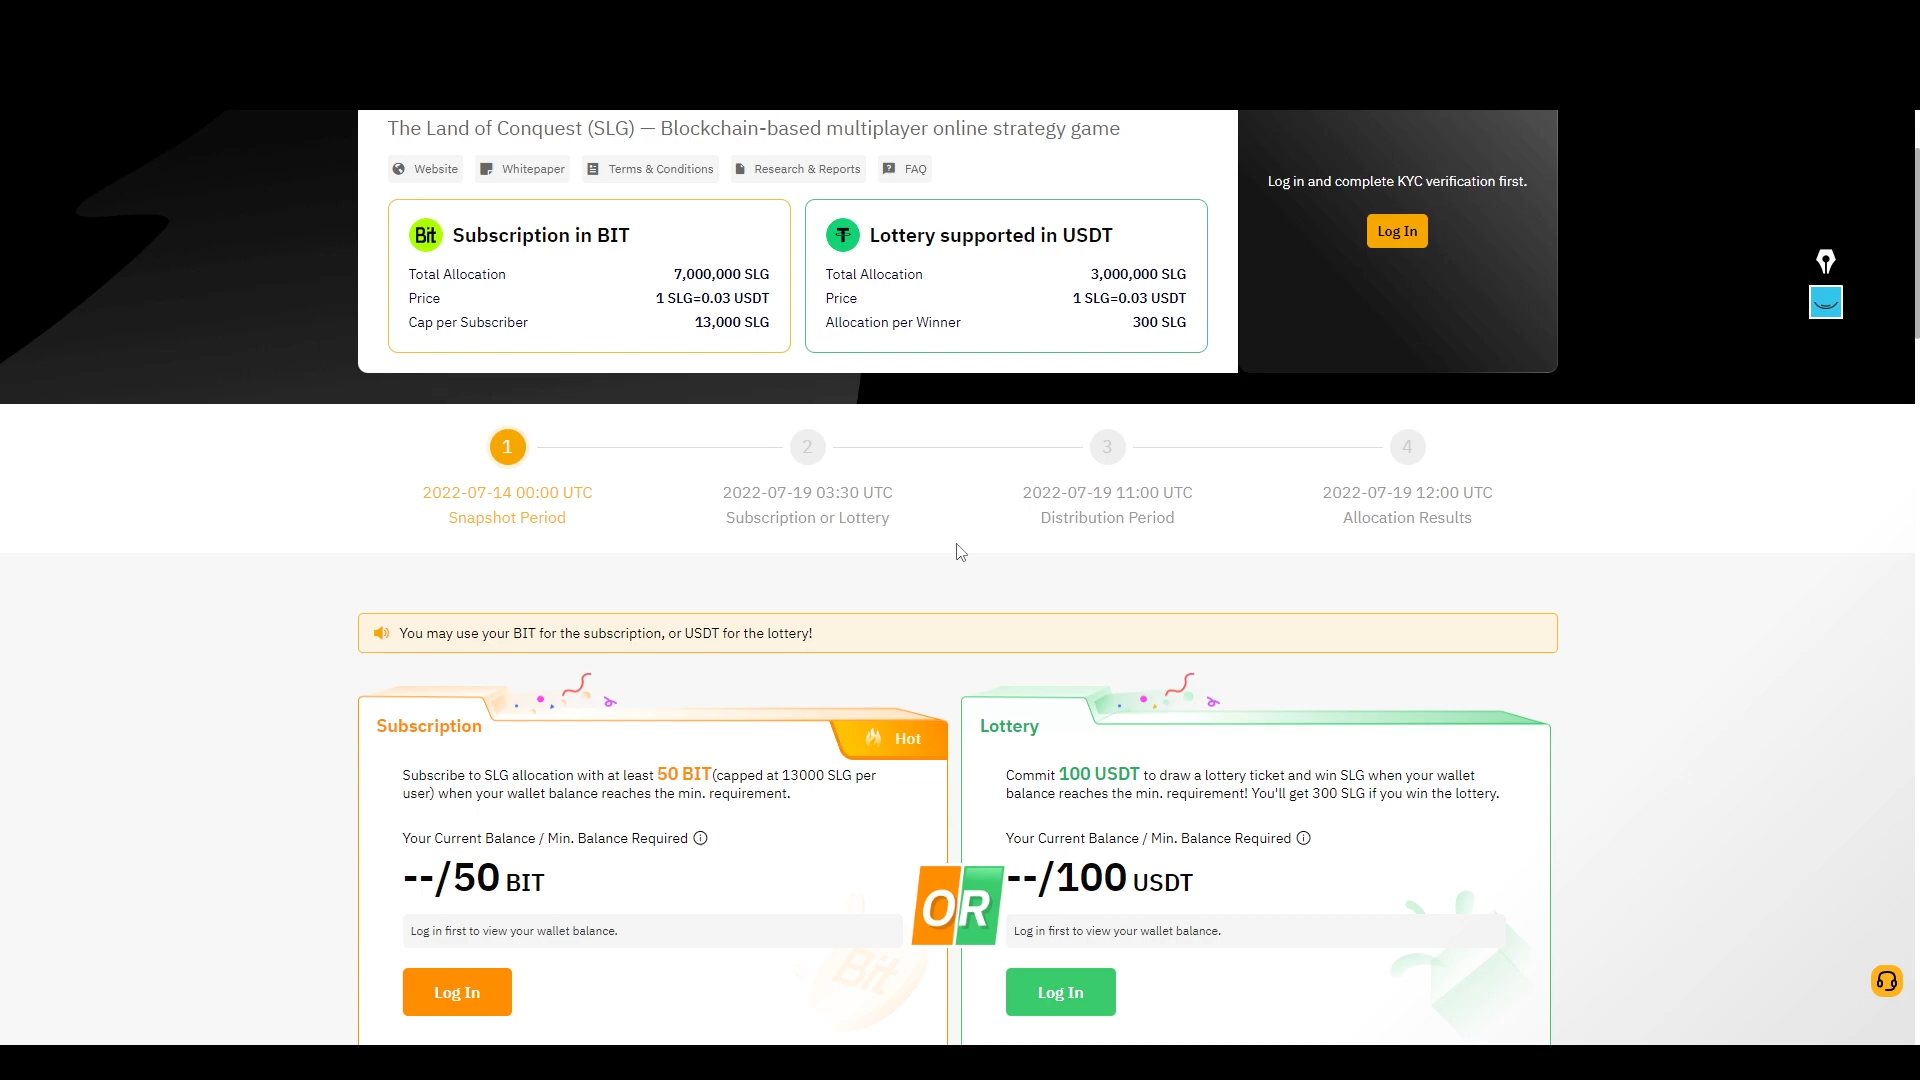 The Land of Conquest (SLG) — Blockchain-based multiplayer online strategy game
Website Whitepaper Terms & Conditions Research & Reports FAQ
Log in and complete KYC verification first.
Log In
Bit Subscription in BIT
Total Allocation 7,000,000 SLG
Price 1 SLG=0.03 USDT
Cap per Subscriber 13,000 SLG
Lottery supported in USDT
Total Allocation 3,000,000 SLG
Price 1 SLG=0.03 USDT
Allocation per Winner 300 SLG
1 2 3 4
2022-07-14 00:00 UTC
Snapshot Period
2022-07-19 03:30 UTC
Subscription or Lottery
2022-07-19 11:00 UTC
Distribution Period
2022-07-19 12:00 UTC
Allocation Results
You may use your BIT for the subscription, or USDT for the lottery!
Subscription
Hot
Subscribe to SLG allocation with at least 50 BIT(capped at 13000 SLG per
user) when your wallet balance reaches the min. requirement.
Your Current Balance / Min. Balance Required
--/50 BIT
Log in first to view your wallet balance.
Bit
Log In
OR
Lottery
Commit 100 USDT to draw a lottery ticket and win SLG when your wallet
balance reaches the min. requirement! You'll get 300 SLG if you win the lottery.
Your Current Balance / Min. Balance Required
--/100 USDT
Log in first to view your wallet balance.
Log In